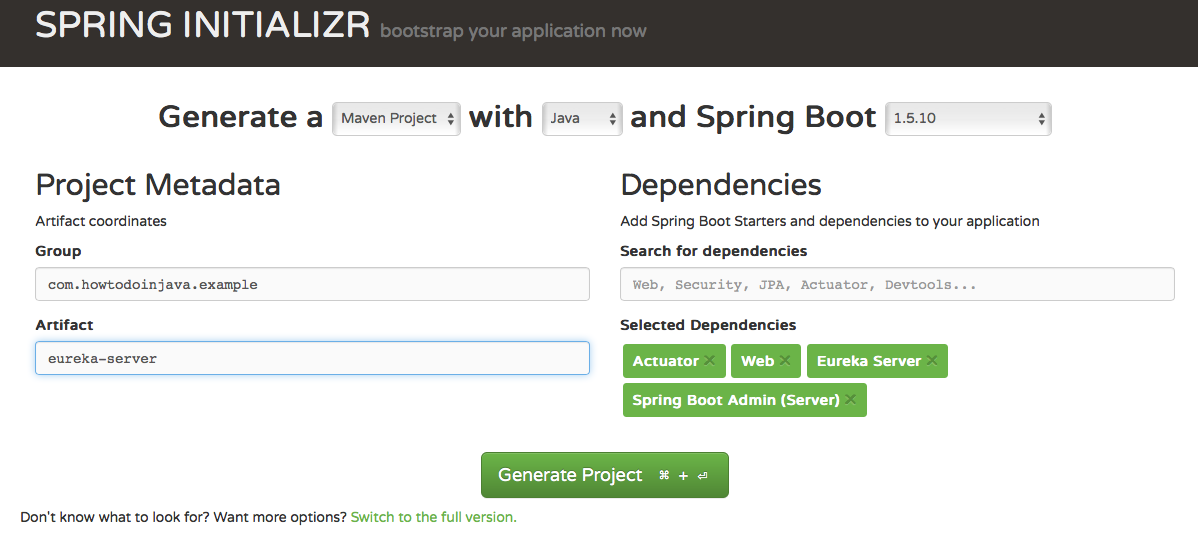 SPRING INITIALIZR bootstrap your application now
Generate a Maven Project with Java and Spring Boot 1.5.10
Project Metadata
Artifact coordinates
Group
com.howtodoinjava.example
Artifact
eureka-server
Dependencies
Add Spring Boot Starters and dependencies to your application
Search for dependencies
Web, Security, JPA, Actuator, Devtools...
Selected Dependencies
Actuator × Web × Eureka Server ×
Spring Boot Admin (Server) ×
Generate Project ⌘ + ⏎
Don't know what to look for? Want more options? Switch to the full version.